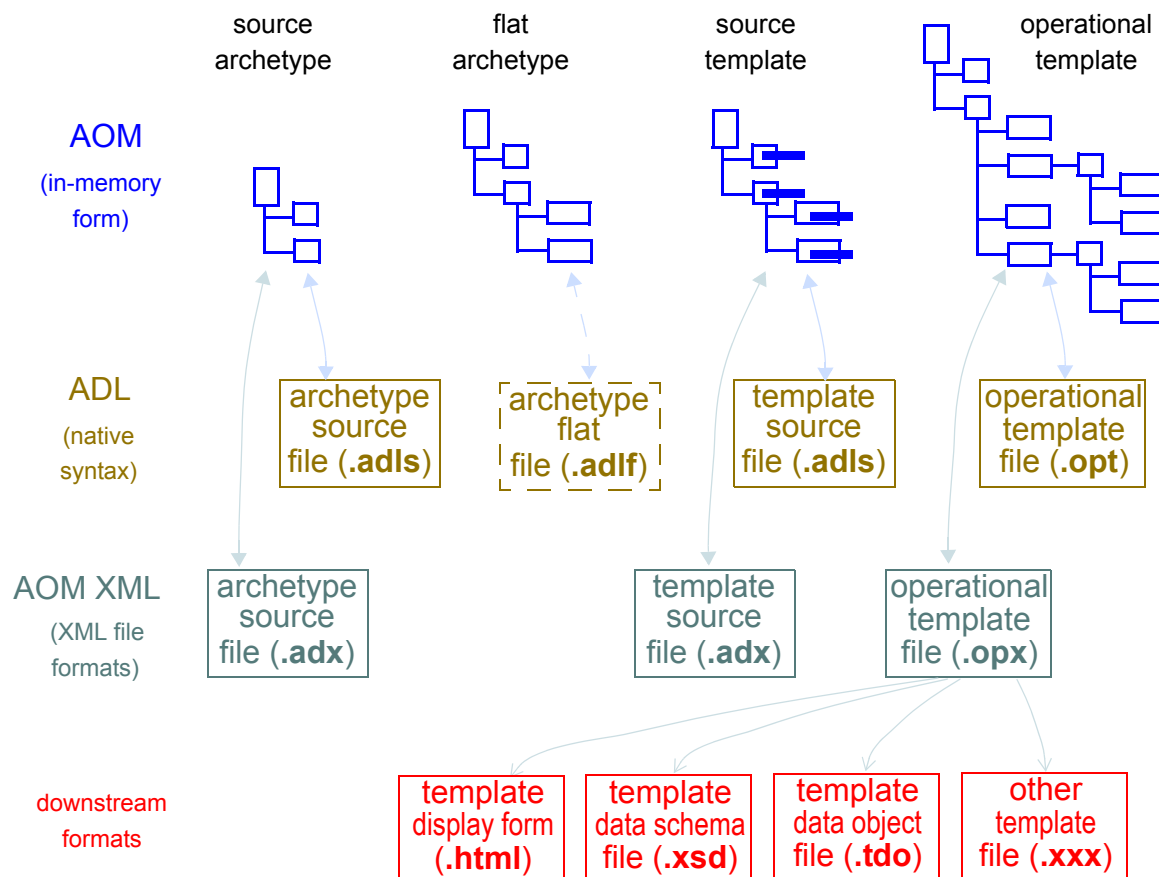 source
archetype
flat
archetype
source
template
operational
template
AOM
(in-memory
form)
ADL
(native
syntax)
archetype
source
file (.adls)
archetype
flat
file (.adlf)
template
source
file (.adls)
operational
template
file (.opt)
AOM XML
(XML file
formats)
archetype
source
file (.adx)
template
source
file (.adx)
operational
template
file (.opx)
downstream
formats
template
display form
(.html)
template
data schema
file (.xsd)
template
data object
file (.tdo)
other
template
file (.xxx)